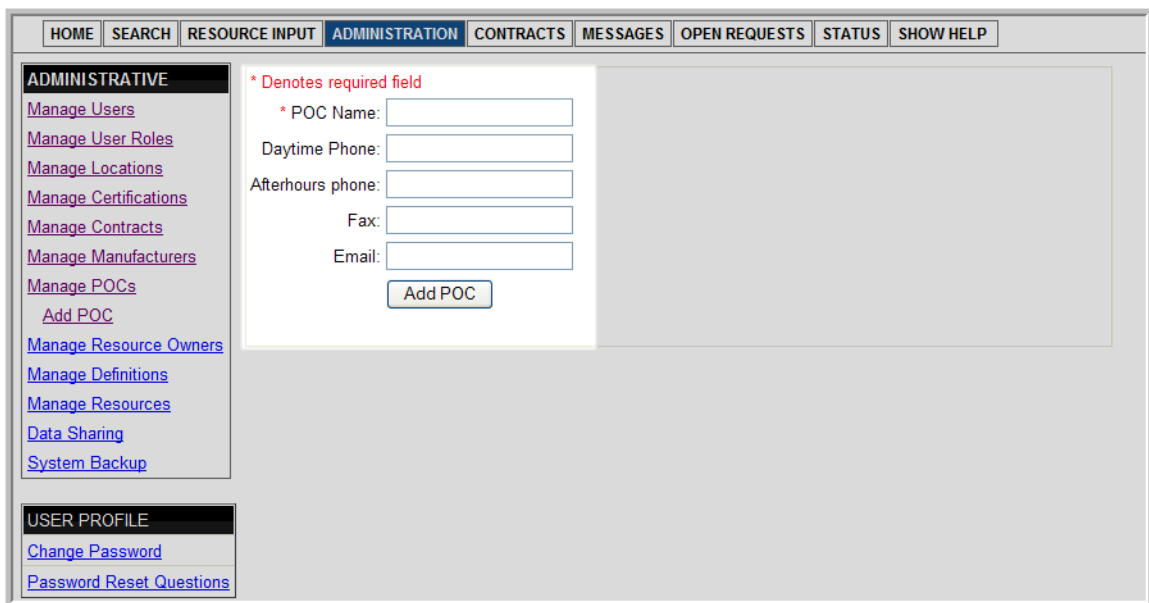 HOME SEARCH RESOURCE INPUT ADMINISTRATION CONTRACTS MESSAGES OPEN REQUESTS STATUS SHOW HELP
ADMINISTRATIVE
Manage Users
Manage User Roles
Manage Locations
Manage Certifications
Manage Contracts
Manage Manufacturers
Manage POCs
Add POC
Manage Resource Owners
Manage Definitions
Manage Resources
Data Sharing
System Backup
USER PROFILE
Change Password
Password Reset Questions
* Denotes required field
* POC Name:
Daytime Phone:
Afterhours phone:
Fax:
Email:
Add POC